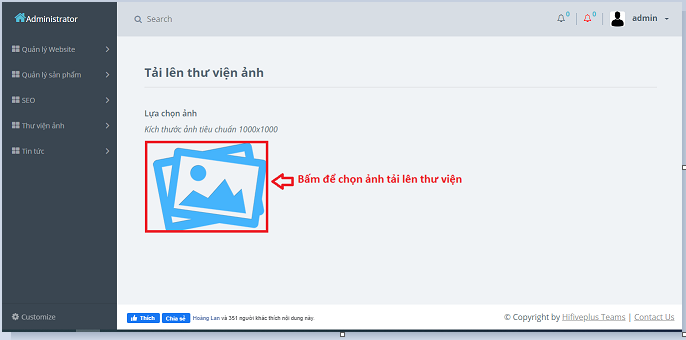 Administrator
Search
0
0
admin
Quản lý Website
Quản lý sản phẩm
SEO
Thư viện ảnh
Tin tức
Tải lên thư viện ảnh
Lựa chọn ảnh
Kích thước ảnh tiêu chuẩn 1000x1000
Bấm để chọn ảnh tải lên thư viện
Customize
Thích
Chia sẻ
Hoàng Lan và 351 người khác thích nội dung này.
© Copyright by Hifiveplus Teams | Contact Us